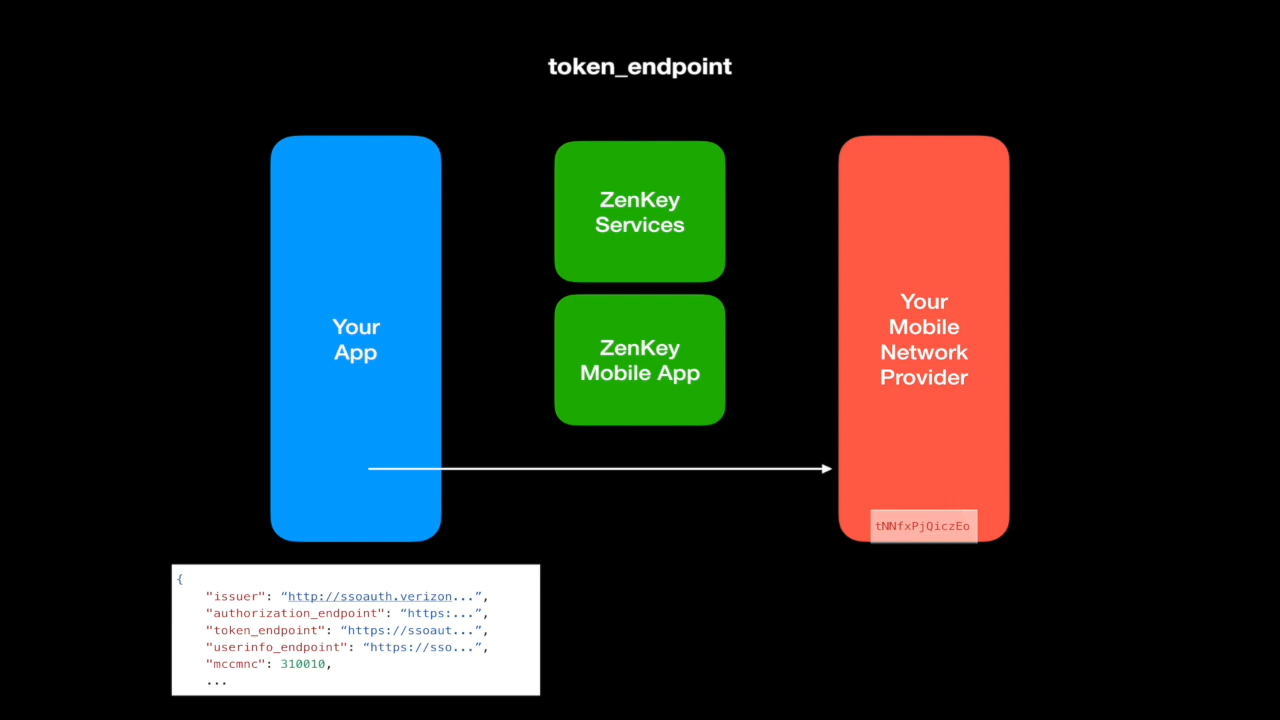 token_endpoint
ZenKey
Services
Your
App
ZenKey
Mobile App
Your
Mobile
Network
Provider
tNNfxPjQiczEo
{
"issuer": “http://ssoauth.verizon...”,
"authorization_endpoint": “https:...”,
"token_endpoint": “https://ssoaut...”,
"userinfo_endpoint": “https://sso...”,
"mccmnc": 310010,
...